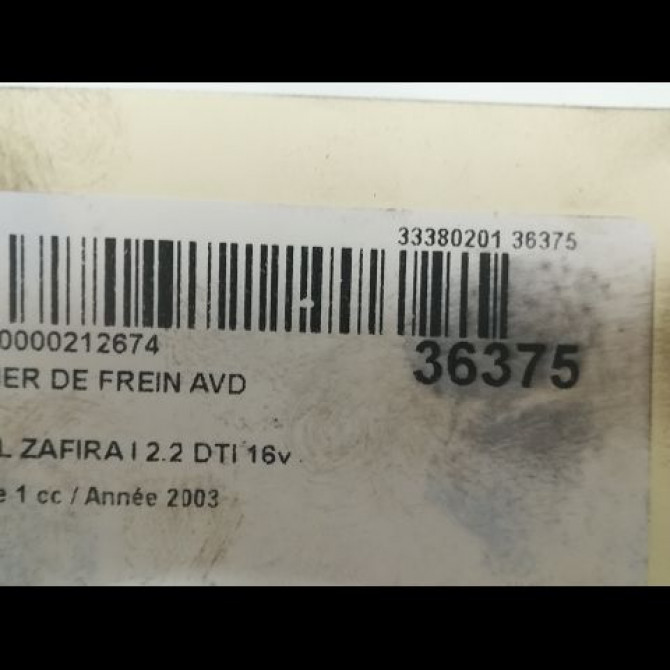 33380201 36375
0000212674
36375
IER DE FREIN AVD
L ZAFIRA I 2.2 DTI 16v
e 1 cc / Année 2003